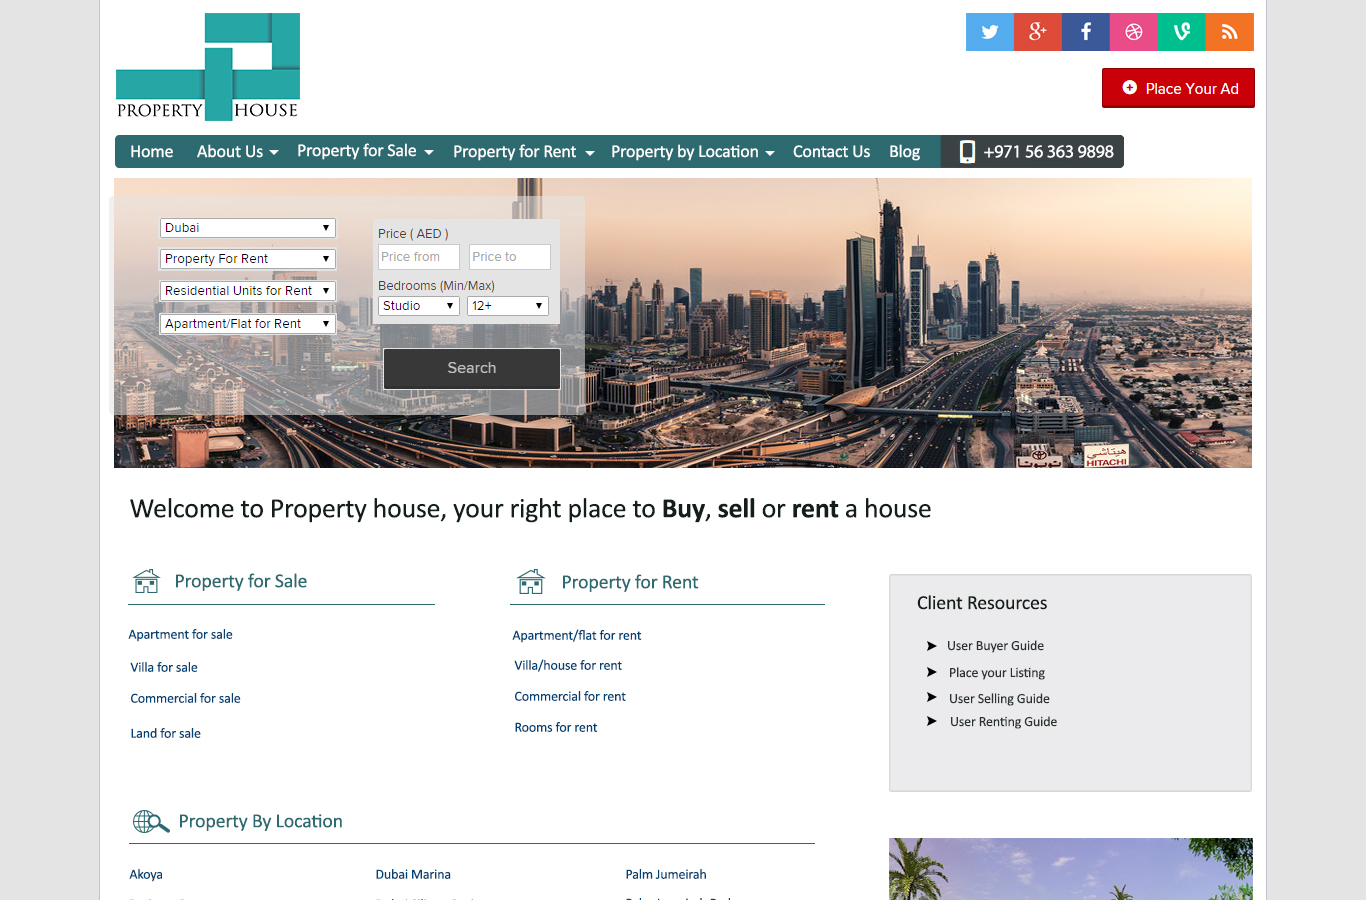 PROPERTY HOUSE
Place Your Ad
Home About Us Property for Sale Property for Rent Property by Location Contact Us Blog +971 56 363 9898
Dubai
Property For Rent
Residential Units for Rent
Apartment/Flat for Rent
Price ( AED )
Price from Price to
Bedrooms (Min/Max)
Studio 12+
Search
تويوتا
هيتاشي
HITACHI
Welcome to Property house, your right place to Buy, sell or rent a house
Property for Sale
Apartment for sale
Villa for sale
Commercial for sale
Land for sale
Property for Rent
Apartment/flat for rent
Villa/house for rent
Commercial for rent
Rooms for rent
Client Resources
User Buyer Guide
Place your Listing
User Selling Guide
User Renting Guide
Property By Location
Akoya Dubai Marina Palm Jumeirah